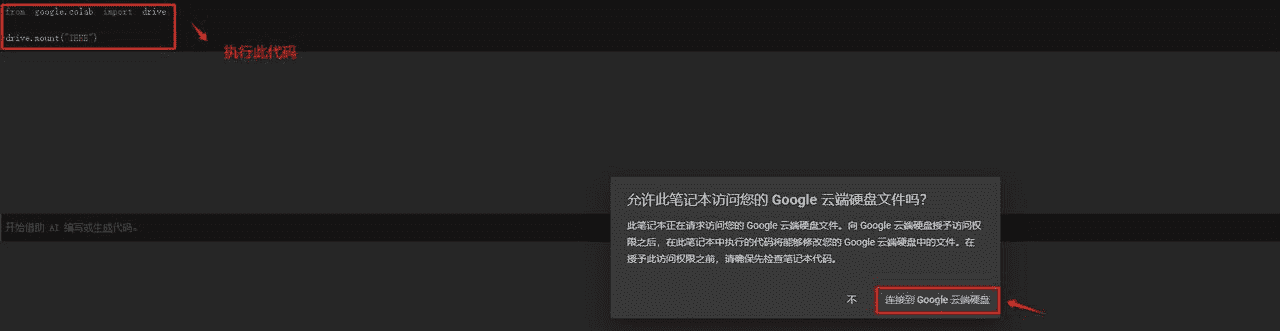 from google.colab import drive
drive.mount("IENE")
执行此代码
允许此笔记本访问您的 Google 云端硬盘文件吗？
此笔记本正在请求访问您的 Google 云端硬盘文件。向 Google 云端硬盘授予访问权
限之后，在此笔记本中执行的代码将能够修改您的 Google 云端硬盘中的文件。在
授予此访问权限之前，请确保先检查笔记本代码。
开始借助 AI 编写或生成代码。
不
连接到 Google 云端硬盘